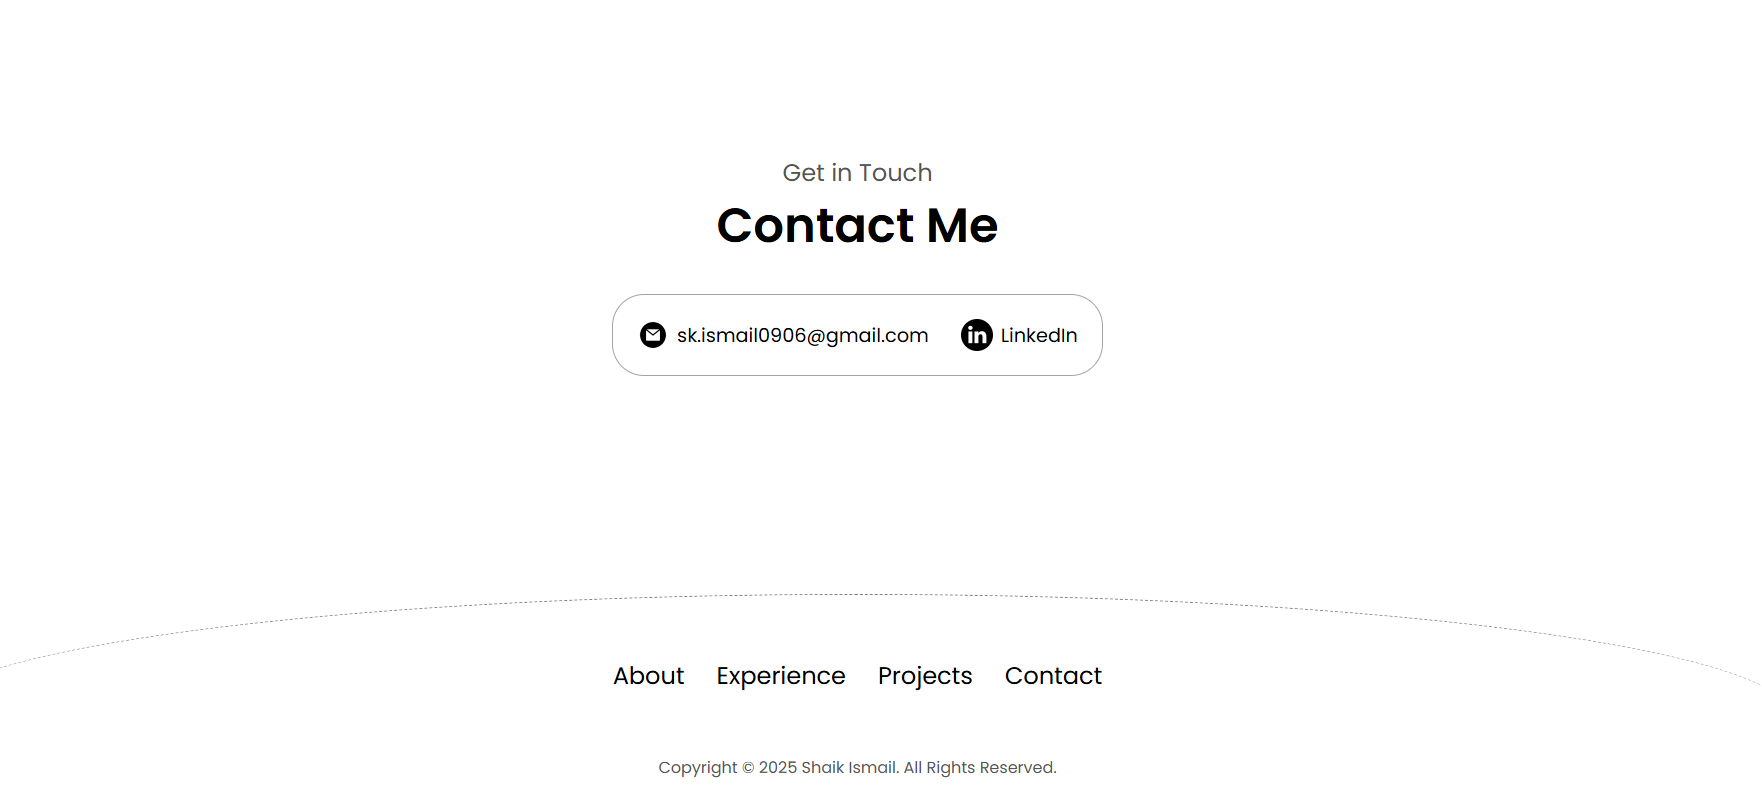 Get in Touch
Contact Me
sk.ismail0906@gmail.com LinkedIn
About Experience Projects Contact
Copyright © 2025 Shaik Ismail. All Rights Reserved.